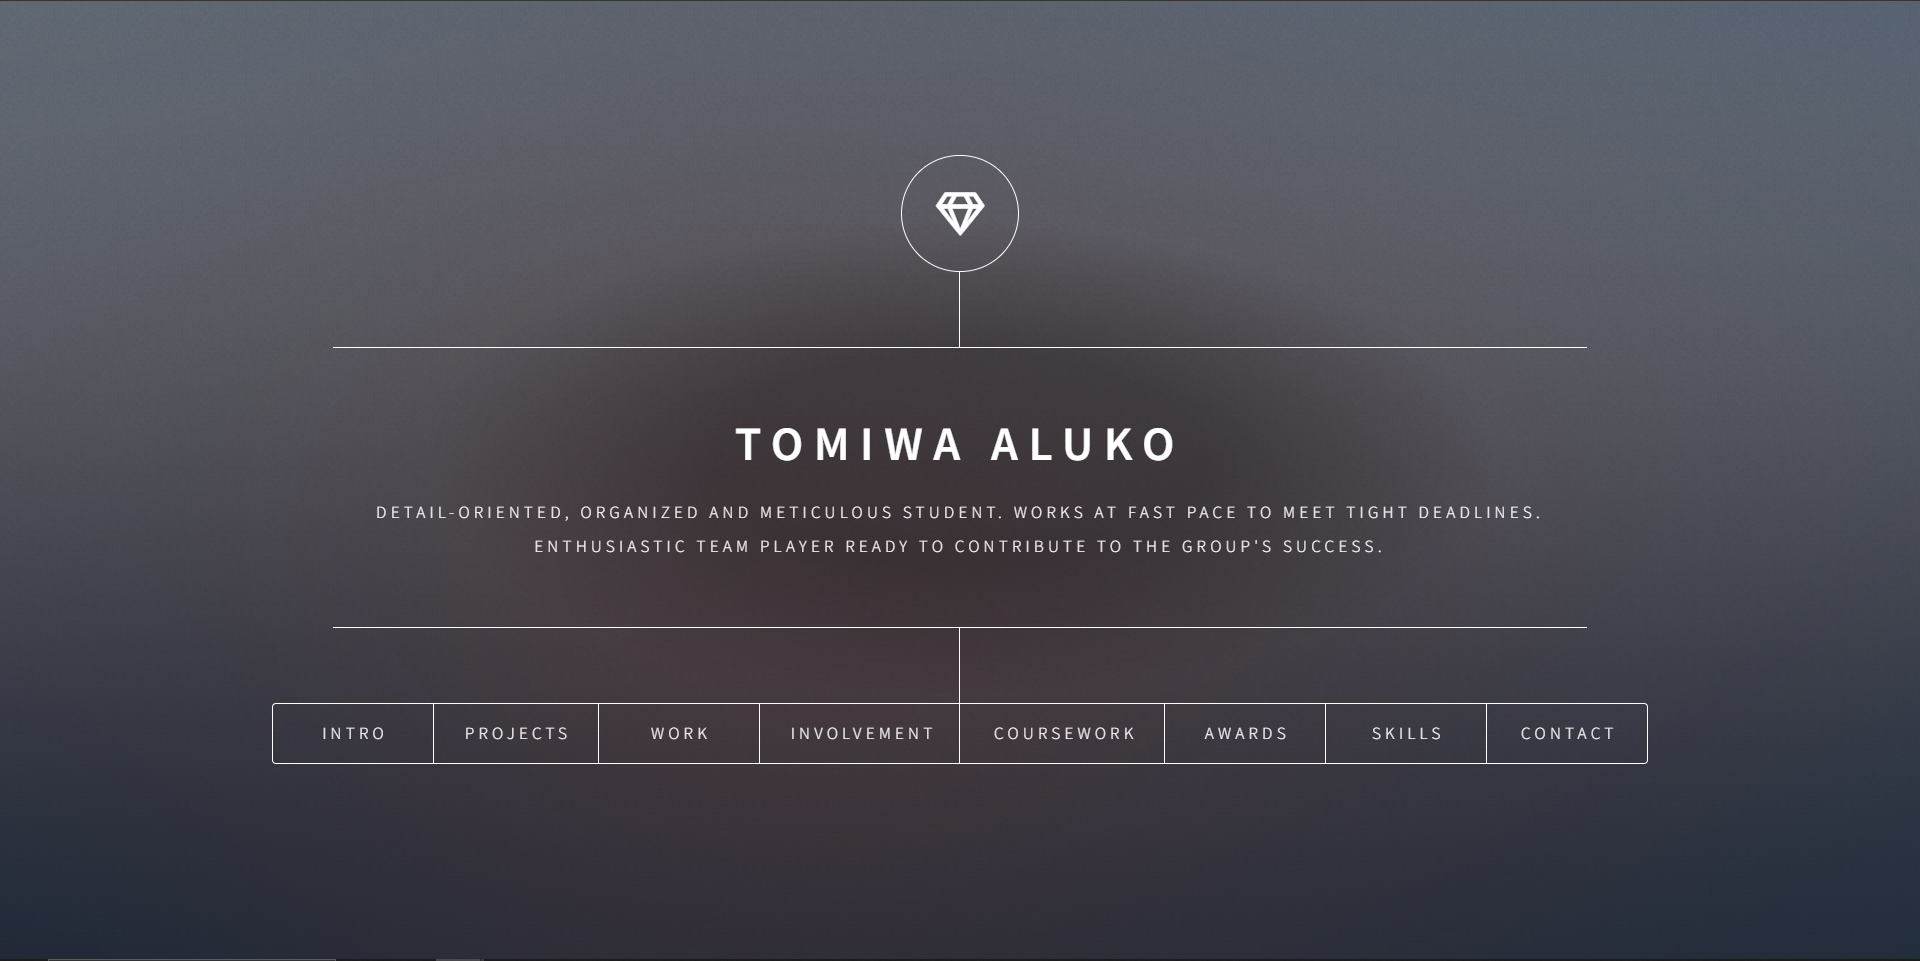 TOMIWA ALUKO
DETAIL-ORIENTED, ORGANIZED AND METICULOUS STUDENT. WORKS AT FAST PACE TO MEET TIGHT DEADLINES.
ENTHUSIASTIC TEAM PLAYER READY TO CONTRIBUTE TO THE GROUP'S SUCCESS.
INTRO PROJECTS WORK INVOLVEMENT COURSEWORK AWARDS SKILLS CONTACT